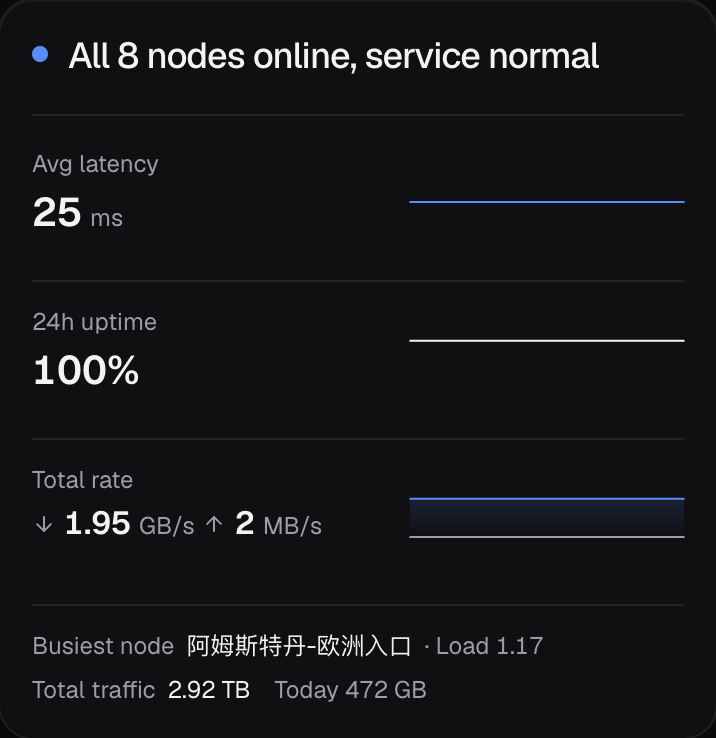 All 8 nodes online, service normal
Avg latency
25 ms
24h uptime
100%
Total rate
↓ 1.95 GB/s ↑ 2 MB/s
Busiest node 阿姆斯特丹-欧洲入口 · Load 1.17
Total traffic 2.92 TB Today 472 GB